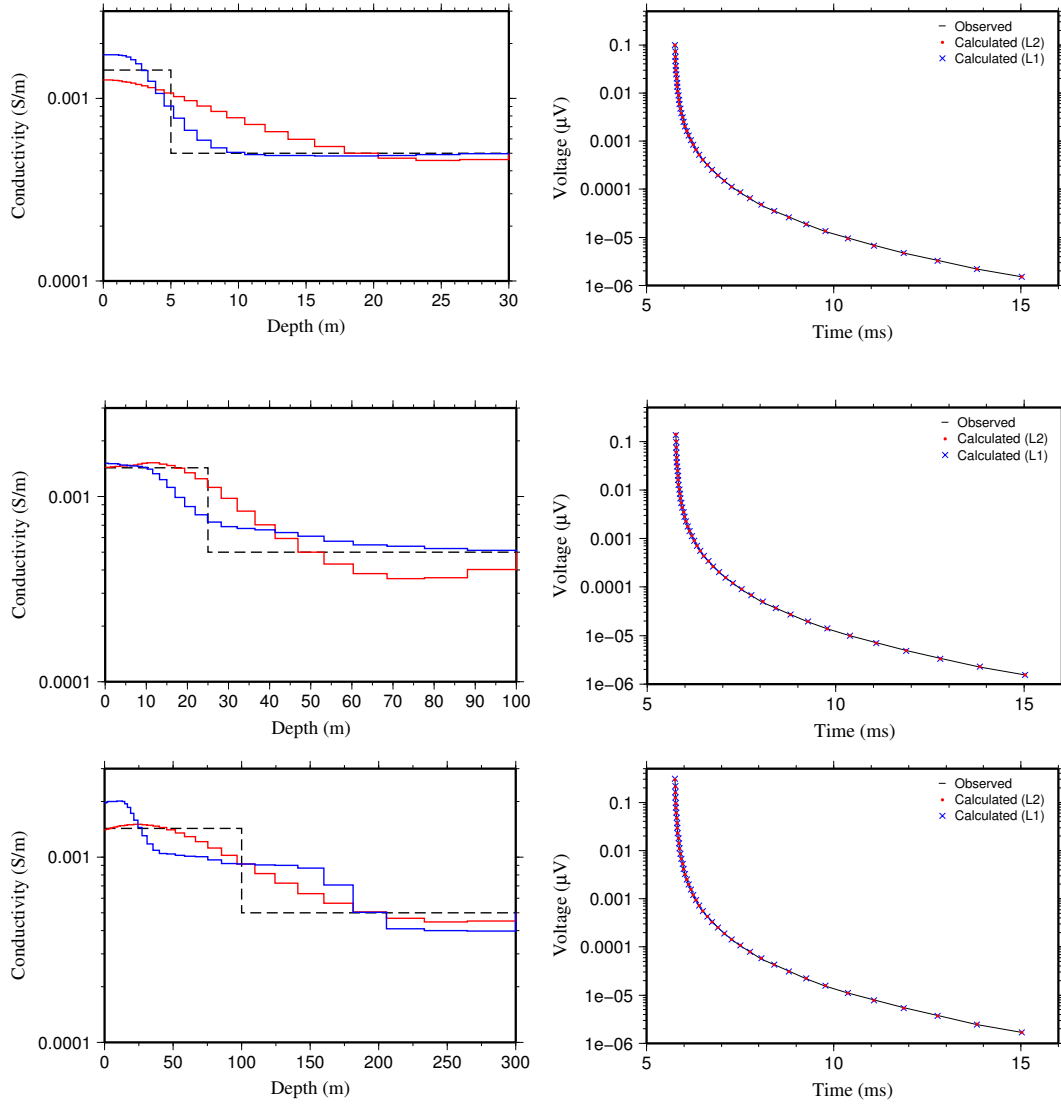 Conductivity (S/m)
0.001
0.0001
0 5 10 15 20 25 30
Depth (m)
Voltage (µV)
0.1
0.01
0.001
0.0001
1e−05
1e−06
5 10 15
Time (ms)
Observed
Calculated (L2)
Calculated (L1)
Conductivity (S/m)
0.001
0.0001
0 10 20 30 40 50 60 70 80 90 100
Depth (m)
Voltage (µV)
0.1
0.01
0.001
0.0001
1e−05
1e−06
5 10 15
Time (ms)
Observed
Calculated (L2)
Calculated (L1)
Conductivity (S/m)
0.001
0.0001
0 50 100 150 200 250 300
Depth (m)
Voltage (µV)
0.1
0.01
0.001
0.0001
1e−05
1e−06
5 10 15
Time (ms)
Observed
Calculated (L2)
Calculated (L1)